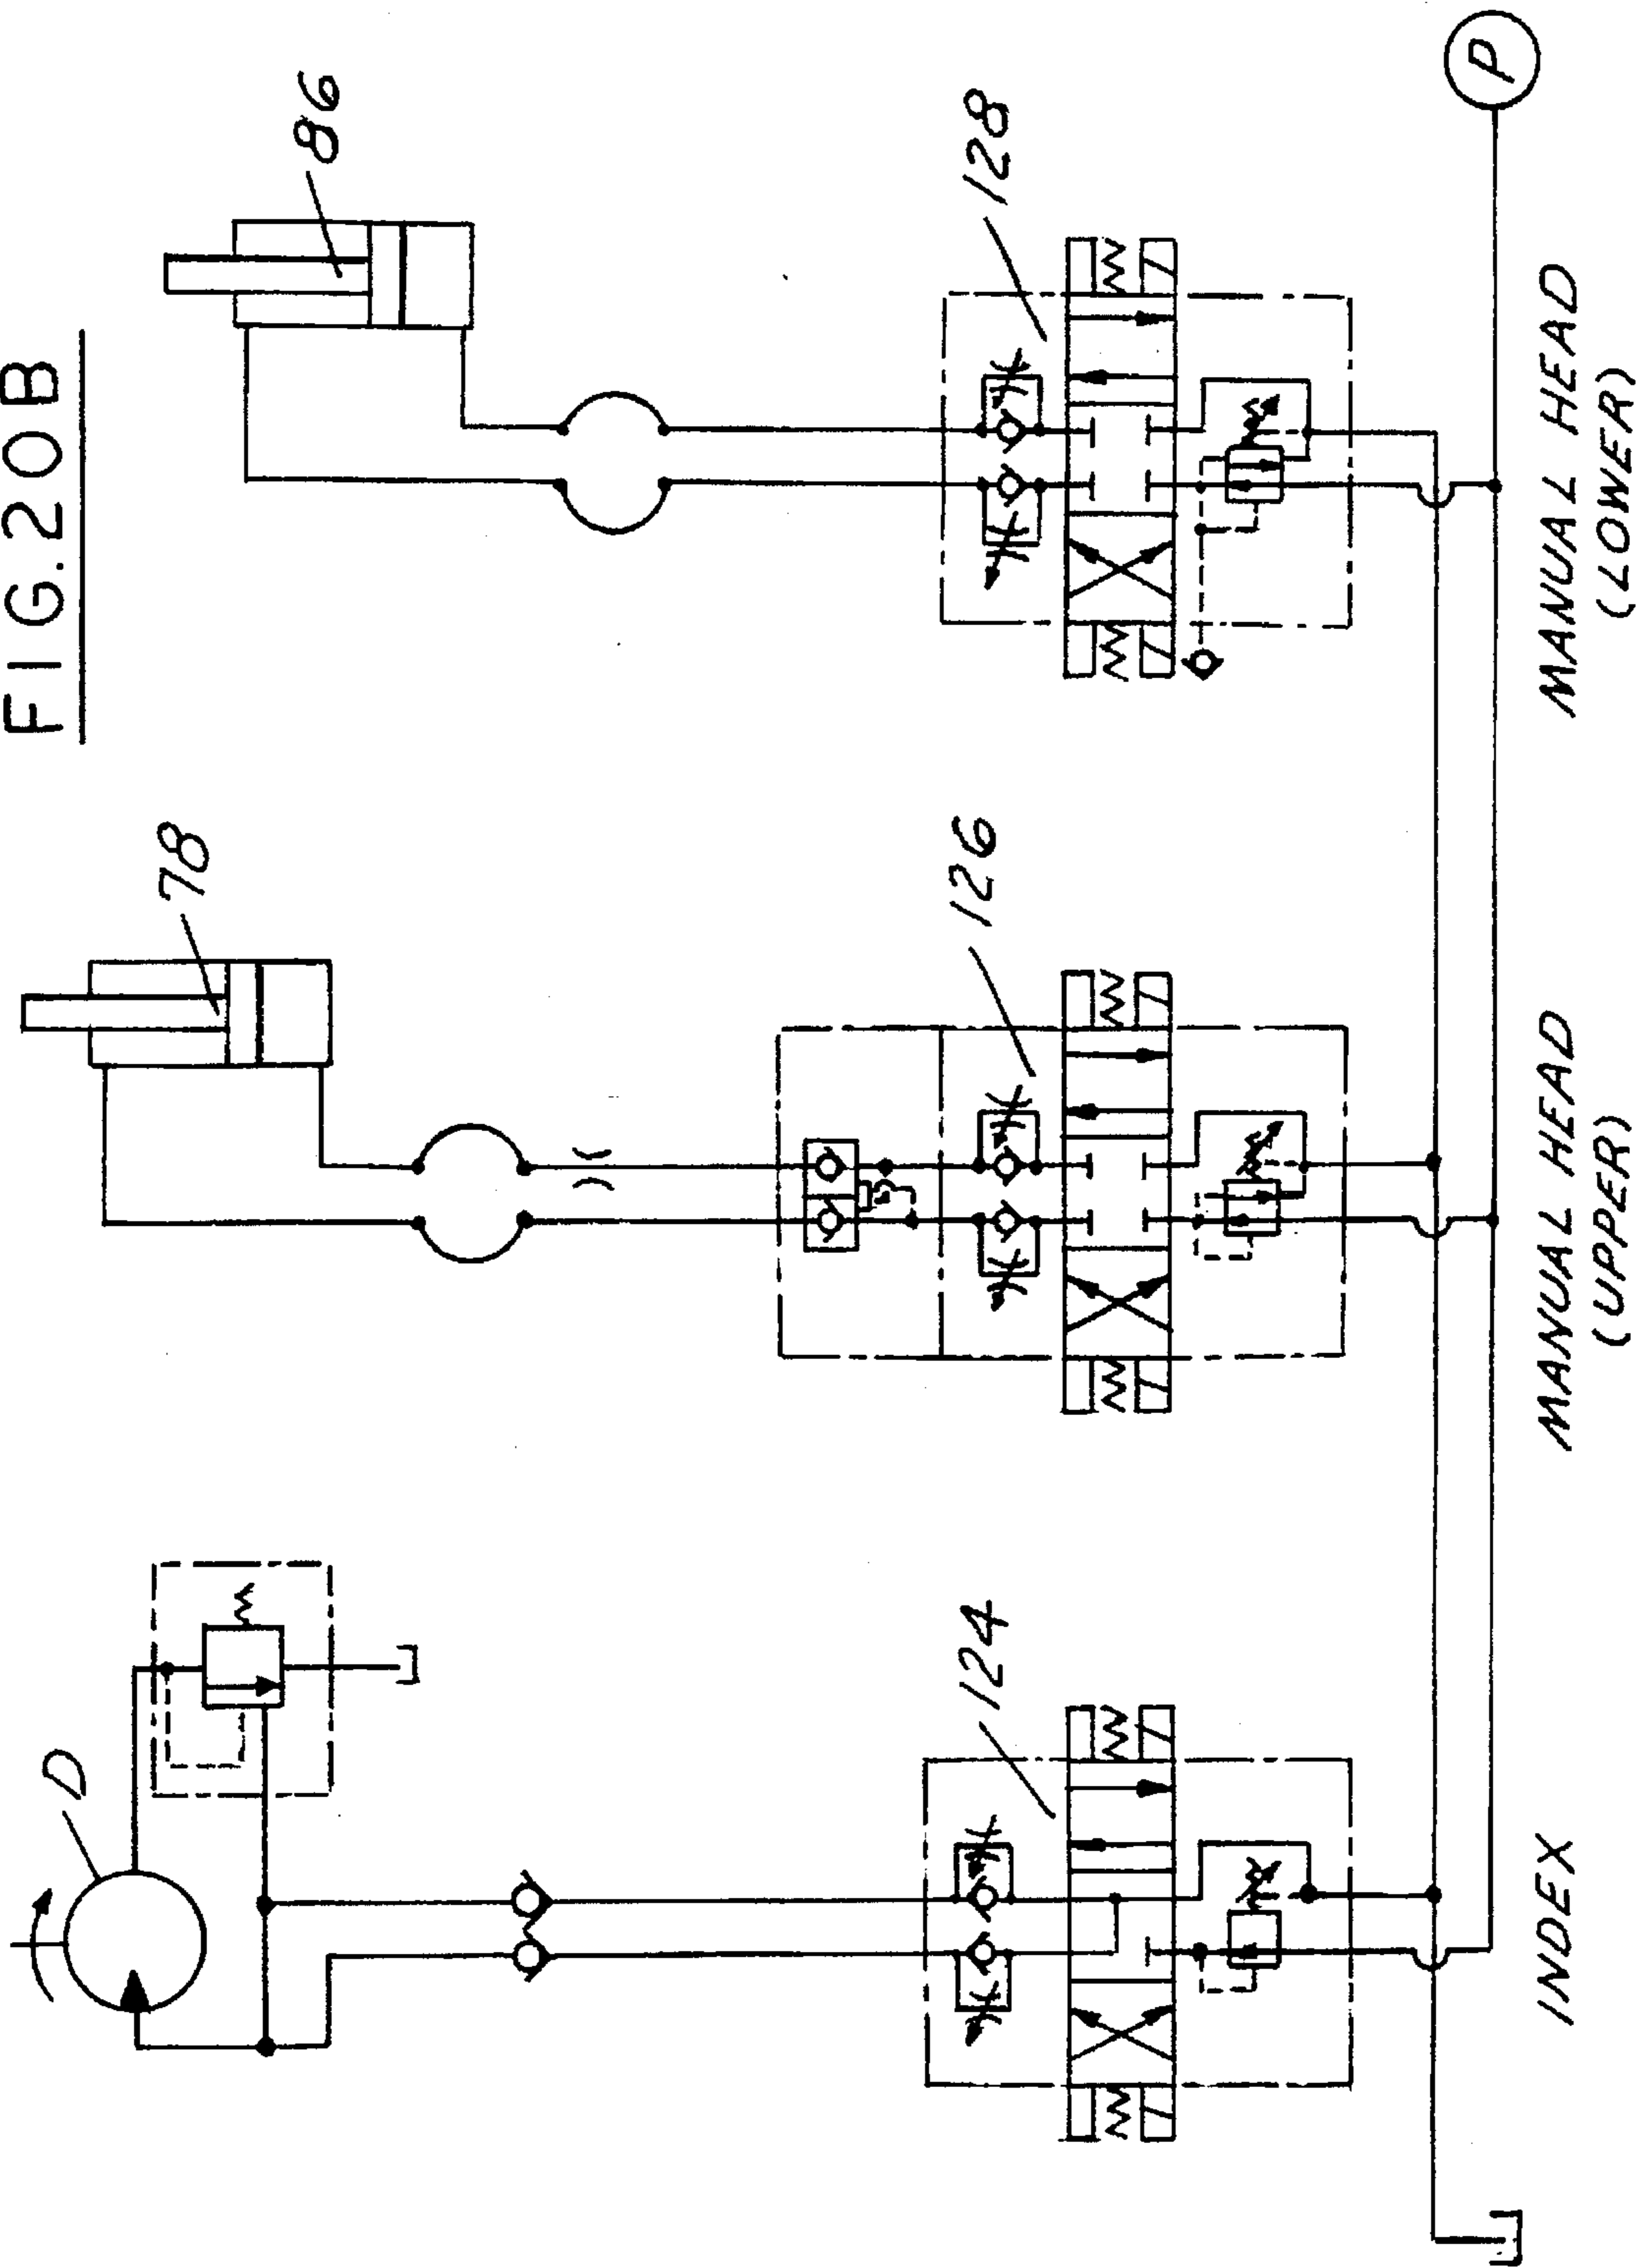 FIG.20B
D
78
86
124
126
128
P
INDEX
MANUAL HEAD
(UPPER)
MANUAL HEAD
(LOWER)